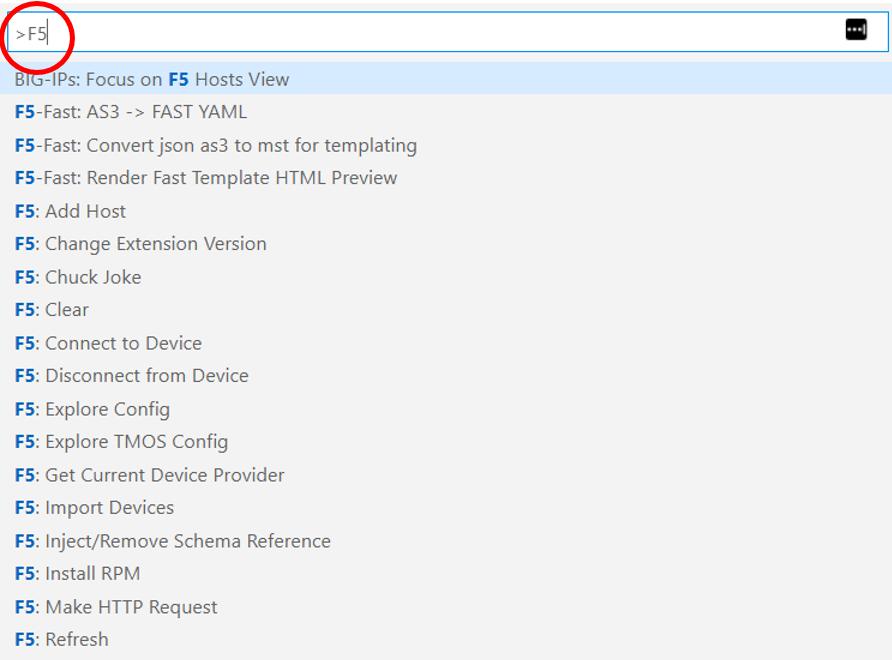 >F5
BIG-IPs: Focus on F5 Hosts View
F5-Fast: AS3 -> FAST YAML
F5-Fast: Convert json as3 to mst for templating
F5-Fast: Render Fast Template HTML Preview
F5: Add Host
F5: Change Extension Version
F5: Chuck Joke
F5: Clear
F5: Connect to Device
F5: Disconnect from Device
F5: Explore Config
F5: Explore TMOS Config
F5: Get Current Device Provider
F5: Import Devices
F5: Inject/Remove Schema Reference
F5: Install RPM
F5: Make HTTP Request
F5: Refresh